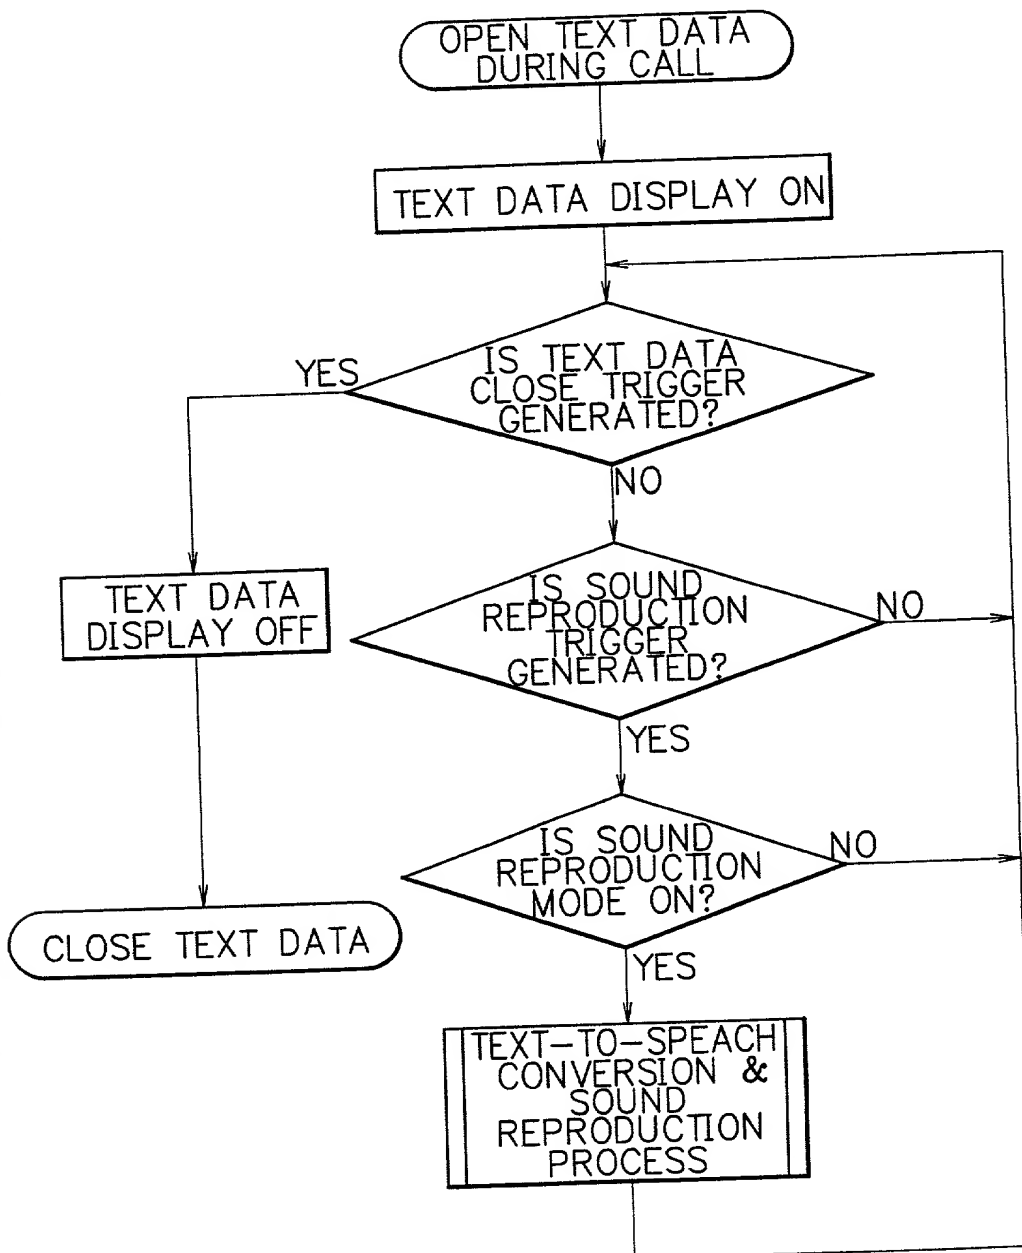 OPEN TEXT DATA
DURING CALL
TEXT DATA DISPLAY ON
YES
IS TEXT DATA
CLOSE TRIGGER
GENERATED?
NO
TEXT DATA
DISPLAY OFF
IS SOUND
REPRODUCTION
TRIGGER
GENERATED?
NO
YES
IS SOUND
REPRODUCTION
MODE ON?
NO
CLOSE TEXT DATA
YES
TEXT-TO-SPEACH
CONVERSION &
SOUND
REPRODUCTION
PROCESS